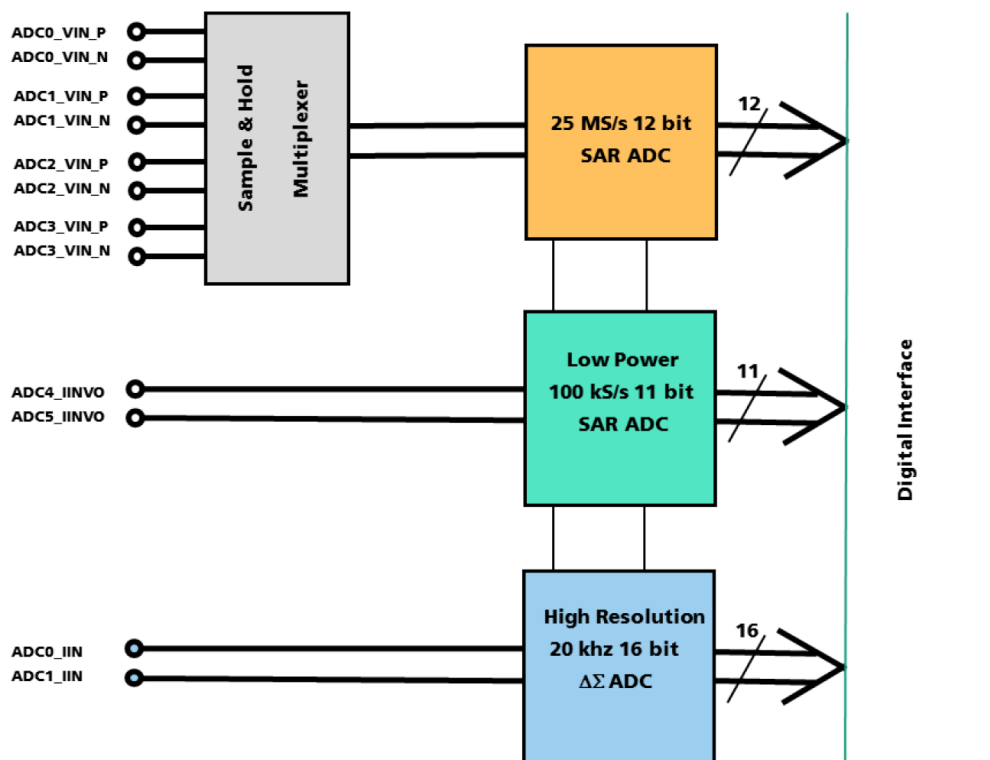 ADC0_VIN_P
ADC0_VIN_N
ADC1_VIN_P
ADC1_VIN_N
ADC2_VIN_P
ADC2_VIN_N
ADC3_VIN_P
ADC3_VIN_N
Sample & Hold
Multiplexer
25 MS/s 12 bit
SAR ADC
12
ADC4_IINVO
ADC5_IINVO
Low Power
100 kS/s 11 bit
SAR ADC
11
Digital Interface
ADC0_IIN
ADC1_IIN
High Resolution
20 khz 16 bit
ΔΣ ADC
16